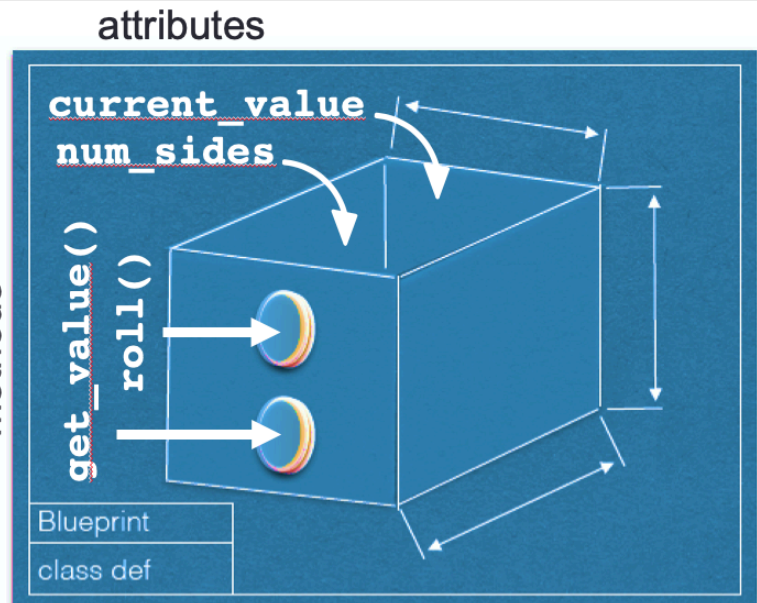 attributes
current_value
num_sides
get_value()
roll()
Blueprint
class def